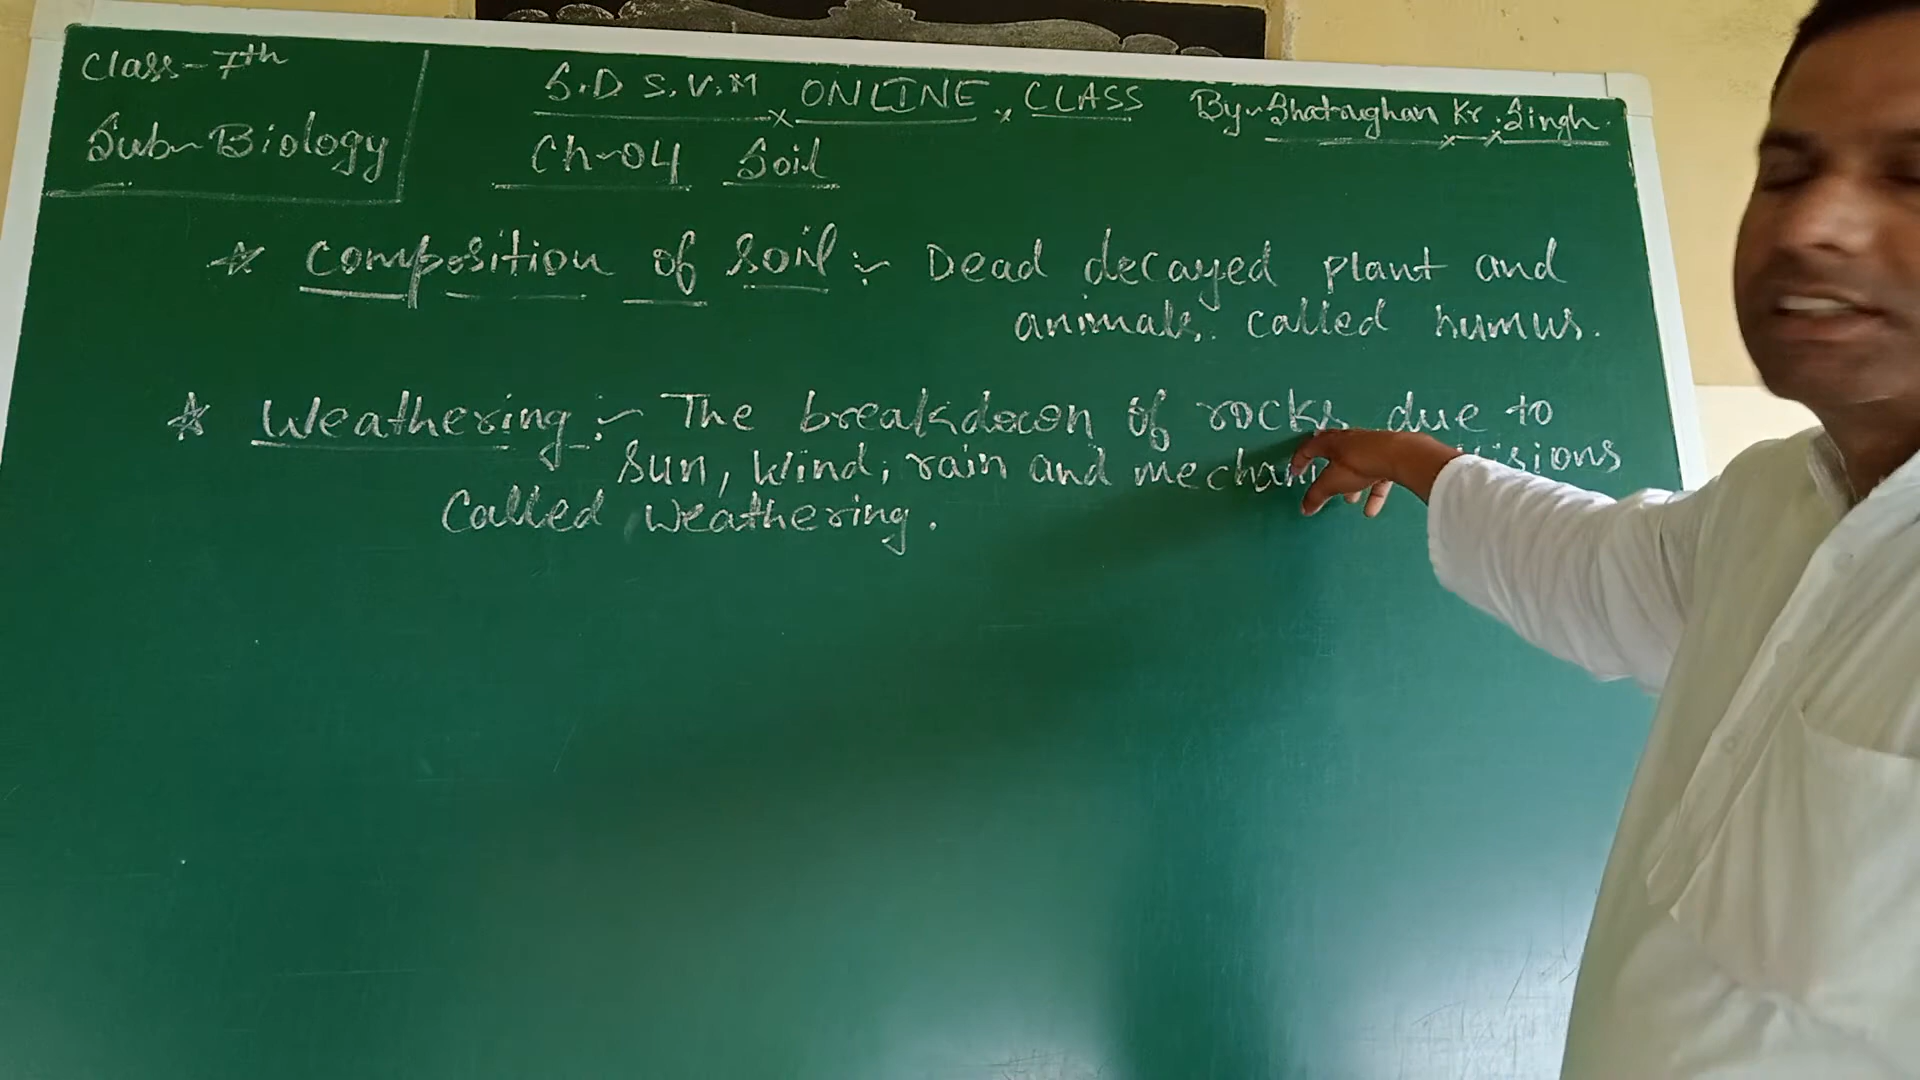 Class-7th
Sub-Biology
S.D S.V.M ONLINE CLASS
By-Shatrughan Kr. Singh.
Ch-04 Soil
* Composition of Soil:- Dead decayed plant and
animals. called humus.
* Weathering:- The breakdown of rocks due to
Sun, Wind, rain and
Called Weathering.